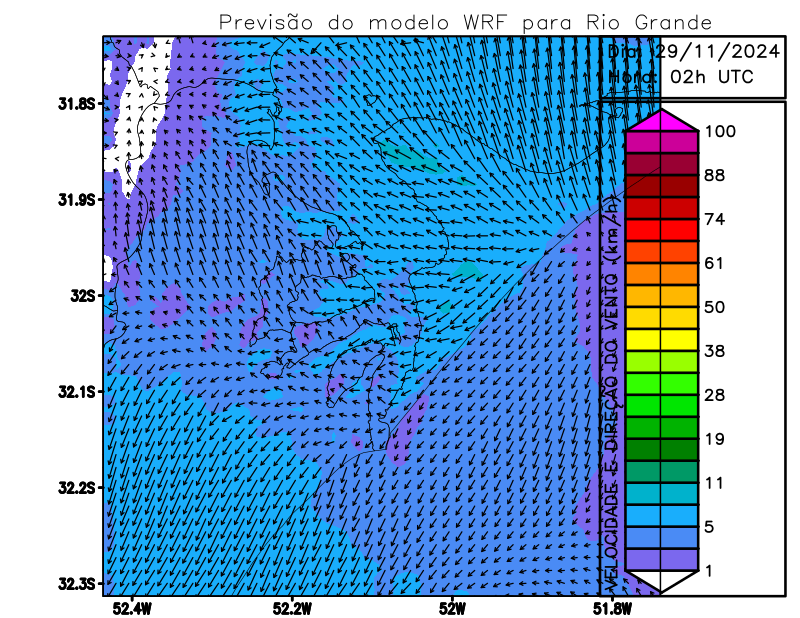 Previsão do modelo WRF para Rio Grande
Dia: 29/11/2024
Hora: 02h UTC
31.8S
31.9S
32S
32.1S
32.2S
32.3S
52.4W
52.2W
52W
51.8W
VELOCIDADE E DIREÇÃO DO VENTO (km/h)
100
88
74
61
50
38
28
19
11
5
1